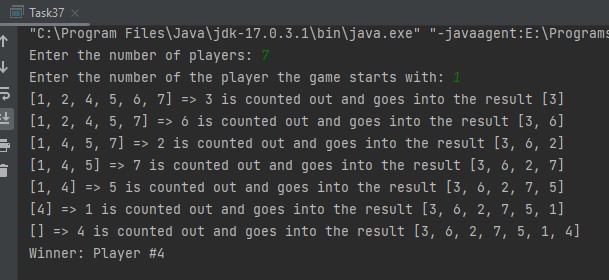 Task37
"C:\Program Files\Java\jdk-17.0.3.1\bin\java.exe" "-javaagent:E:\Programs
Enter the number of players: 7
Enter the number of the player the game starts with: 1
[1, 2, 4, 5, 6, 7] => 3 is counted out and goes into the result [3]
[1, 2, 4, 5, 7] => 6 is counted out and goes into the result [3, 6]
[1, 4, 5, 7] => 2 is counted out and goes into the result [3, 6, 2]
[1, 4, 5] => 7 is counted out and goes into the result [3, 6, 2, 7]
[1, 4] => 5 is counted out and goes into the result [3, 6, 2, 7, 5]
[4] => 1 is counted out and goes into the result [3, 6, 2, 7, 5, 1]
[] => 4 is counted out and goes into the result [3, 6, 2, 7, 5, 1, 4]
Winner: Player #4